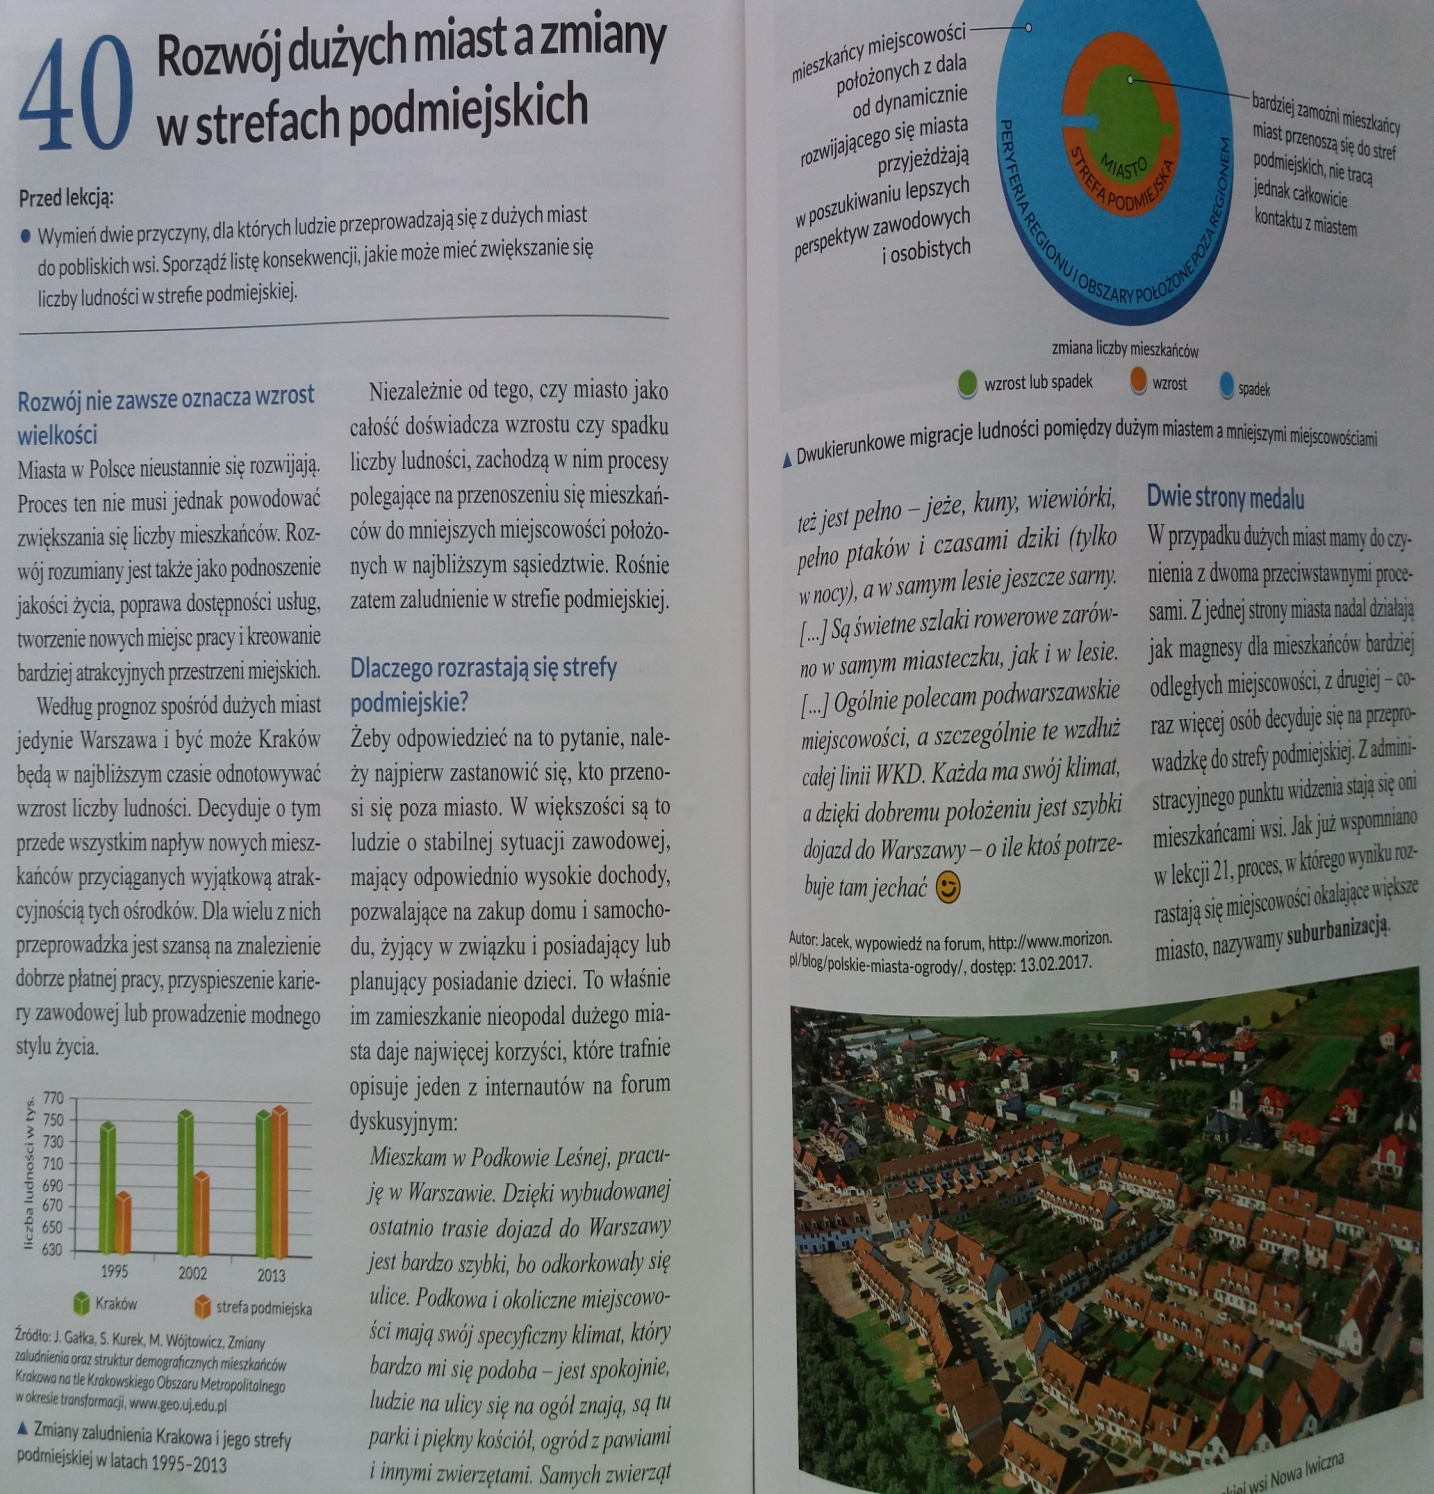 40
Rozwój dużych miast a zmiany
w strefach podmiejskich
Przed lekcją:
● Wymień dwie przyczyny, dla których ludzie przeprowadzają się z dużych miast
do pobliskich wsi. Sporządź listę konsekwencji, jakie może mieć zwiększanie się
liczby ludności w strefie podmiejskiej.
Rozwój nie zawsze oznacza wzrost
wielkości
Miasta w Polsce nieustannie się rozwijają.
Proces ten nie musi jednak powodować
zwiększania się liczby mieszkańców. Roz-
wój rozumiany jest także jako podnoszenie
jakości życia, poprawa dostępności usług,
tworzenie nowych miejsc pracy i kreowanie
bardziej atrakcyjnych przestrzeni miejskich.
Według prognoz spośród dużych miast
jedynie Warszawa i być może Kraków
będą w najbliższym czasie odnotowywać
wzrost liczby ludności. Decyduje o tym
przede wszystkim napływ nowych miesz-
kańców przyciąganych wyjątkową atrak-
cyjnością tych ośrodków. Dla wielu z nich
przeprowadzka jest szansą na znalezienie
dobrze płatnej pracy, przyspieszenie karie-
ry zawodowej lub prowadzenie modnego
stylu życia.
liczba ludności w tys.
770
750
730
710
690
670
650
630
1995 2002 2013
Kraków strefa podmiejska
Źródło: J. Gałka, S. Kurek, M. Wójtowicz, Zmiany
zaludnienia oraz struktur demograficznych mieszkańców
Krakowa na tle Krakowskiego Obszaru Metropolitalnego
w okresie transformacji, www.geo.uj.edu.pl
▲ Zmiany zaludnienia Krakowa i jego strefy
podmiejskiej w latach 1995–2013
Niezależnie od tego, czy miasto jako
całość doświadcza wzrostu czy spadku
liczby ludności, zachodzą w nim procesy
polegające na przenoszeniu się mieszkań-
ców do mniejszych miejscowości położo-
nych w najbliższym sąsiedztwie. Rośnie
zatem zaludnienie w strefie podmiejskiej.
Dlaczego rozrastają się strefy
podmiejskie?
Żeby odpowiedzieć na to pytanie, nale-
ży najpierw zastanowić się, kto przeno-
si się poza miasto. W większości są to
ludzie o stabilnej sytuacji zawodowej,
mający odpowiednio wysokie dochody,
pozwalające na zakup domu i samocho-
du, żyjący w związku i posiadający lub
planujący posiadanie dzieci. To właśnie
im zamieszkanie nieopodal dużego mia-
sta daje najwięcej korzyści, które trafnie
opisuje jeden z internautów na forum
dyskusyjnym:
Mieszkam w Podkowie Leśnej, pracu-
ję w Warszawie. Dzięki wybudowanej
ostatnio trasie dojazd do Warszawy
jest bardzo szybki, bo odkorkowały się
ulice. Podkowa i okoliczne miejscowo-
ści mają swój specyficzny klimat, który
bardzo mi się podoba – jest spokojnie,
ludzie na ulicy się na ogół znają, są tu
parki i piękny kościół, ogród z pawiami
i innymi zwierzętami. Samych zwierząt
mieszkańcy miejscowości
położonych z dala
od dynamicznie
rozwijającego się miasta
przyjeżdżają
w poszukiwaniu lepszych
perspektyw zawodowych
i osobistych
MIASTO
STREFA PODMIEJSKA
PERYFERIA REGIONU I OBSZARY POŁOŻONE POZA REGIONEM
bardziej zamożni mieszkańcy
miast przenoszą się do stref
podmiejskich, nie tracą
jednak całkowicie
kontaktu z miastem
zmiana liczby mieszkańców
wzrost lub spadek wzrost spadek
▲ Dwukierunkowe migracje ludności pomiędzy dużym miastem a mniejszymi miejscowościami
też jest pełno – jeże, kuny, wiewiórki,
pełno ptaków i czasami dziki (tylko
w nocy), a w samym lesie jeszcze sarny.
[...] Są świetne szlaki rowerowe zarów-
no w samym miasteczku, jak i w lesie.
[...] Ogólnie polecam podwarszawskie
miejscowości, a szczególnie te wzdłuż
całej linii WKD. Każda ma swój klimat,
a dzięki dobremu położeniu jest szybki
dojazd do Warszawy – o ile ktoś potrze-
buje tam jechać 😉
Autor: Jacek, wypowiedź na forum, http://www.morizon.
pl/blog/polskie-miasta-ogrody/, dostęp: 13.02.2017.
Dwie strony medalu
W przypadku dużych miast mamy do czy-
nienia z dwoma przeciwstawnymi proce-
sami. Z jednej strony miasta nadal działają
jak magnesy dla mieszkańców bardziej
odległych miejscowości, z drugiej – co-
raz więcej osób decyduje się na przepro-
wadzkę do strefy podmiejskiej. Z admini-
stracyjnego punktu widzenia stają się oni
mieszkańcami wsi. Jak już wspomniano
w lekcji 21, proces, w którego wyniku roz-
rastają się miejscowości okalające większe
miasto, nazywamy suburbanizacją.
wsi Nowa Iwiczna